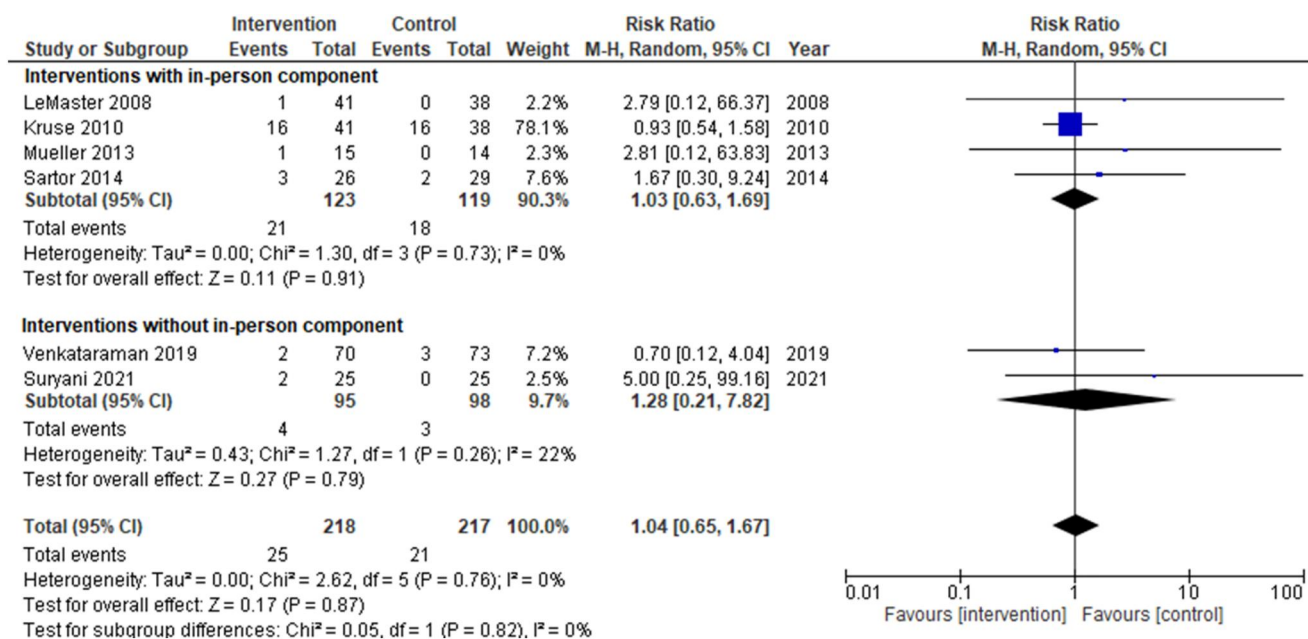 Intervention Control Risk Ratio Risk Ratio
Study or Subgroup Events Total Events Total Weight M-H, Random, 95% CI Year M-H, Random, 95% CI
Interventions with in-person component
LeMaster 2008 1 41 0 38 2.2% 2.79 [0.12, 66.37] 2008
Kruse 2010 16 41 16 38 78.1% 0.93 [0.54, 1.58] 2010
Mueller 2013 1 15 0 14 2.3% 2.81 [0.12, 63.83] 2013
Sartor 2014 3 26 2 29 7.6% 1.67 [0.30, 9.24] 2014
Subtotal (95% CI) 123 119 90.3% 1.03 [0.63, 1.69]
Total events 21 18
Heterogeneity: Tau² = 0.00; Chi² = 1.30, df = 3 (P = 0.73); I² = 0%
Test for overall effect: Z = 0.11 (P = 0.91)
Interventions without in-person component
Venkataraman 2019 2 70 3 73 7.2% 0.70 [0.12, 4.04] 2019
Suryani 2021 2 25 0 25 2.5% 5.00 [0.25, 99.16] 2021
Subtotal (95% CI) 95 98 9.7% 1.28 [0.21, 7.82]
Total events 4 3
Heterogeneity: Tau² = 0.43; Chi² = 1.27, df = 1 (P = 0.26); I² = 22%
Test for overall effect: Z = 0.27 (P = 0.79)
Total (95% CI) 218 217 100.0% 1.04 [0.65, 1.67]
Total events 25 21
Heterogeneity: Tau² = 0.00; Chi² = 2.62, df = 5 (P = 0.76); I² = 0%
Test for overall effect: Z = 0.17 (P = 0.87)
Test for subgroup differences: Chi² = 0.05, df = 1 (P = 0.82), I² = 0%
0.01 0.1 1 10 100
Favours [intervention] Favours [control]